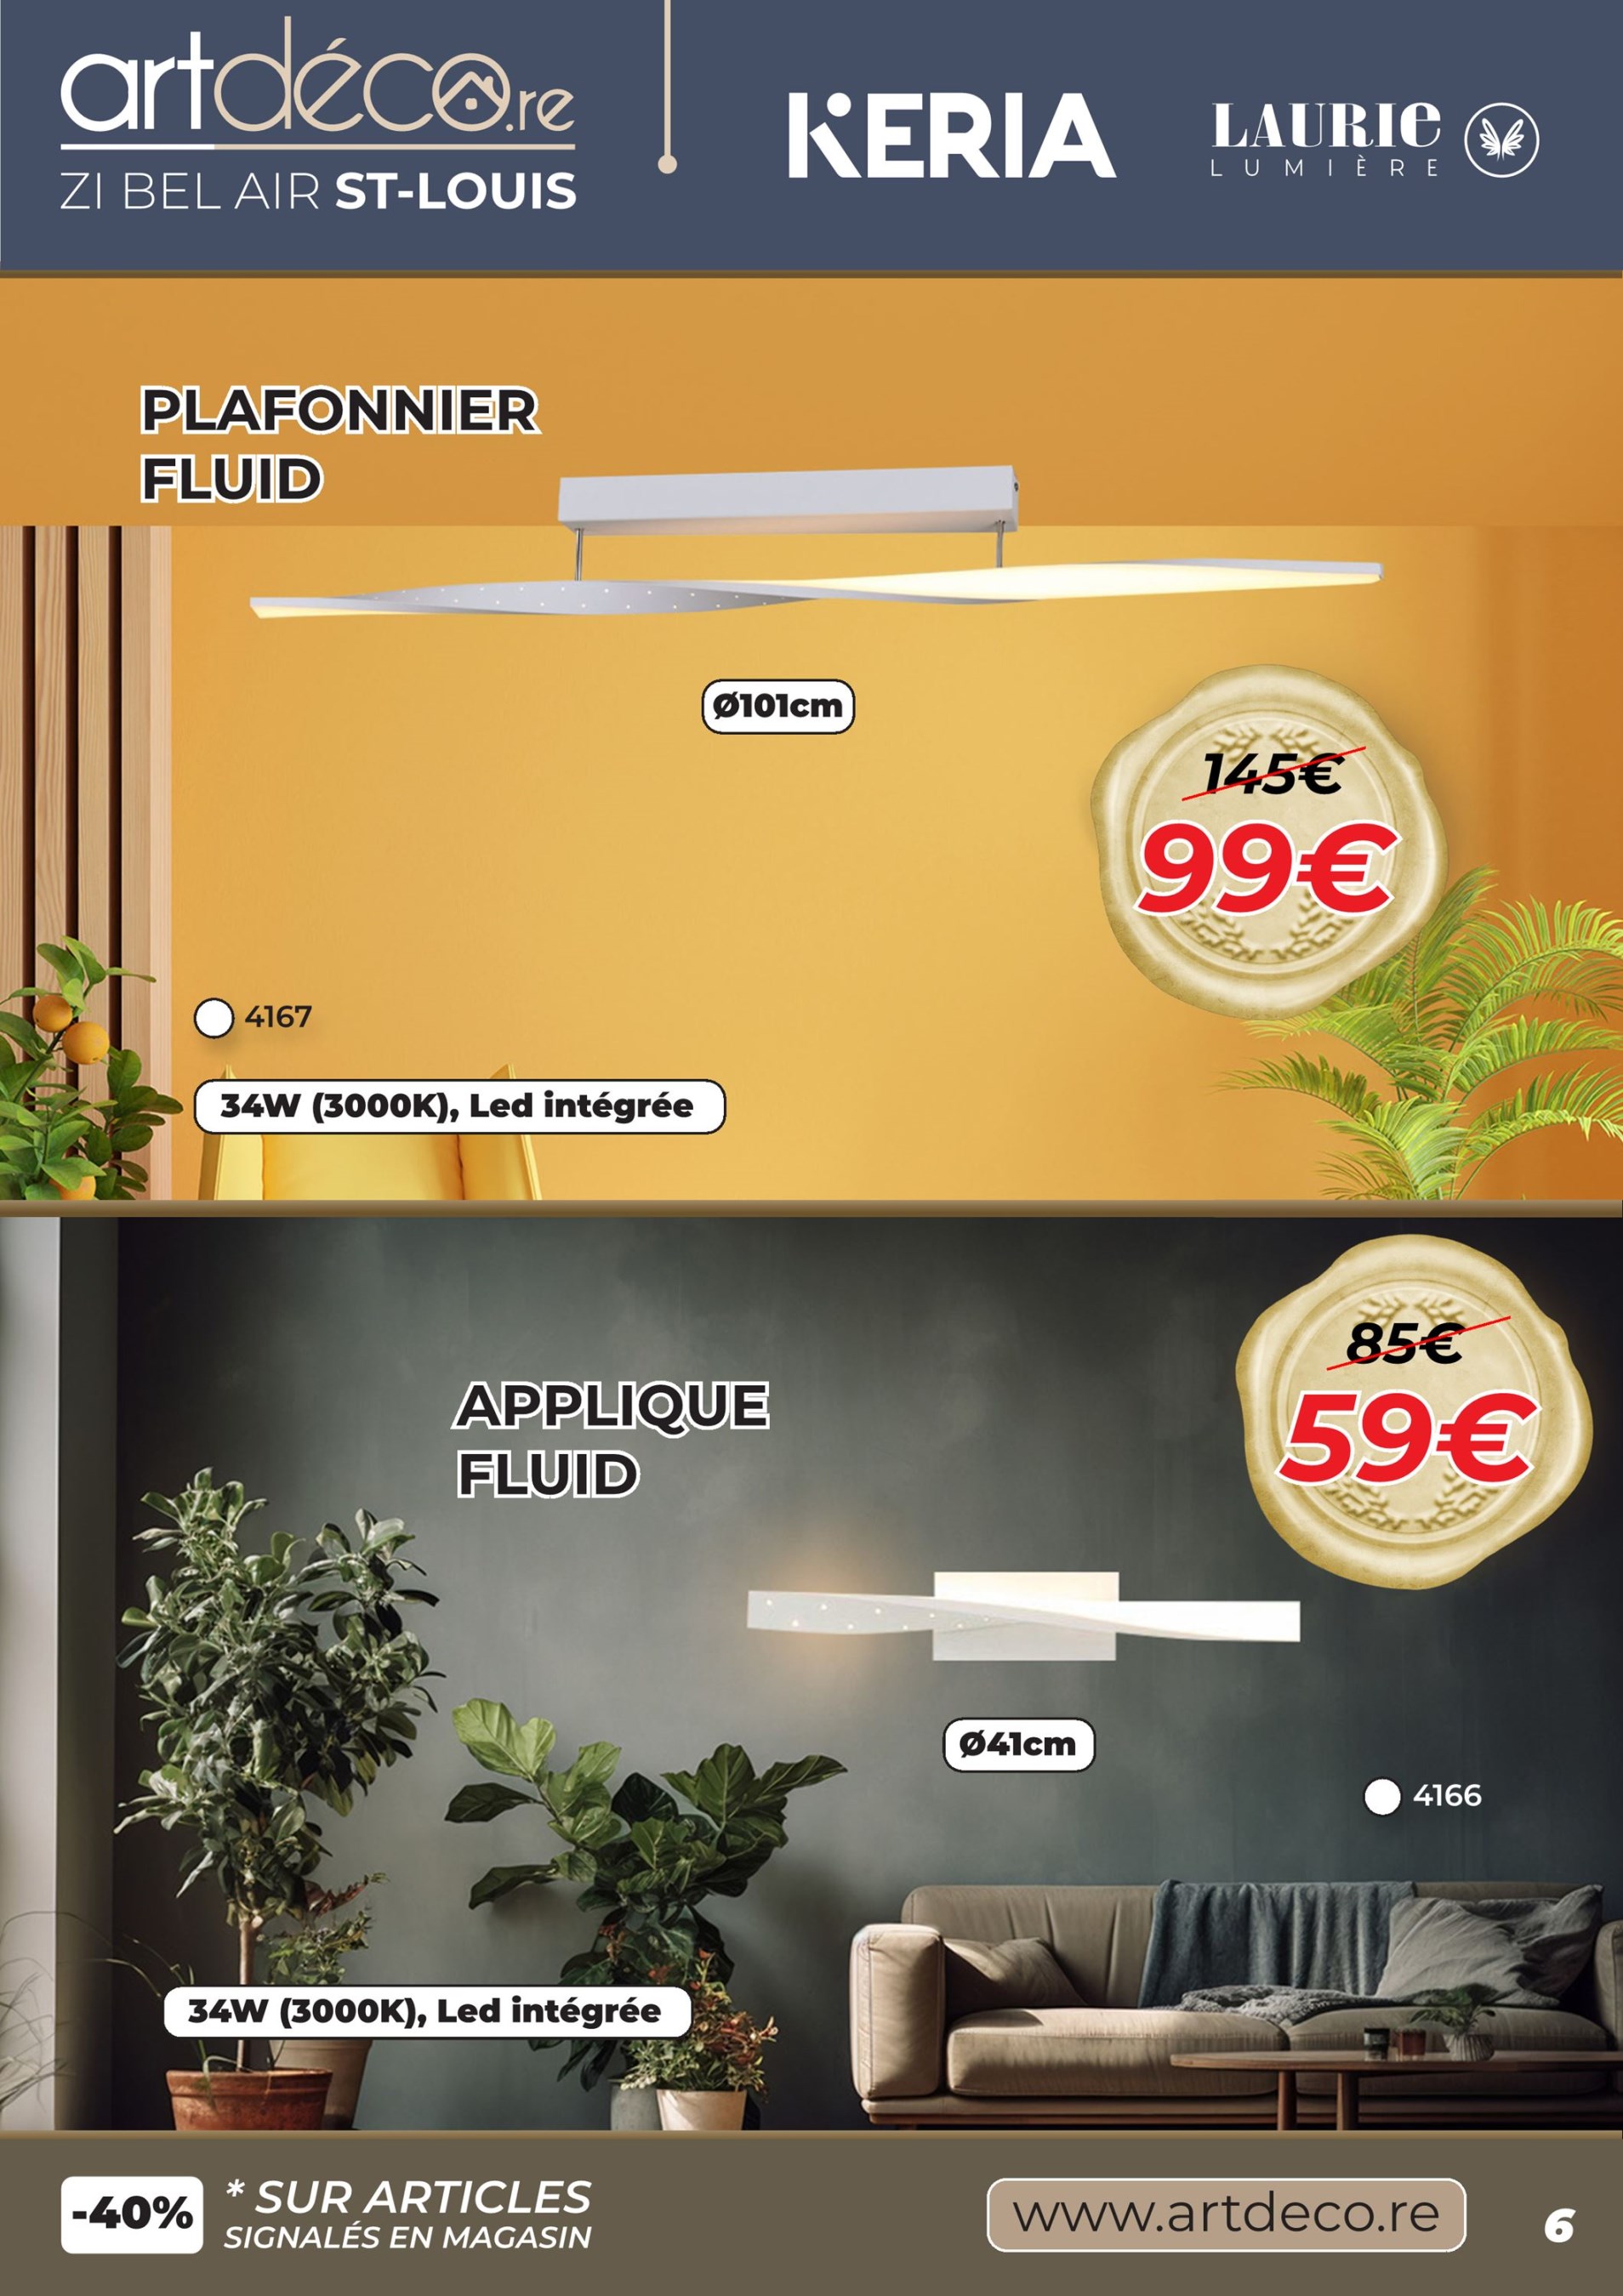 artdéco.re
ZI BEL AIR ST-LOUIS
KERIA
LAURIE
LUMIÈRE
PLAFONNIER
FLUID
Ø101cm
145€
99€
4167
34W (3000K), Led intégrée
85€
59€
APPLIQUE
FLUID
Ø41cm
4166
34W (3000K), Led intégrée
-40%
* SUR ARTICLES
SIGNALÉS EN MAGASIN
www.artdeco.re
6